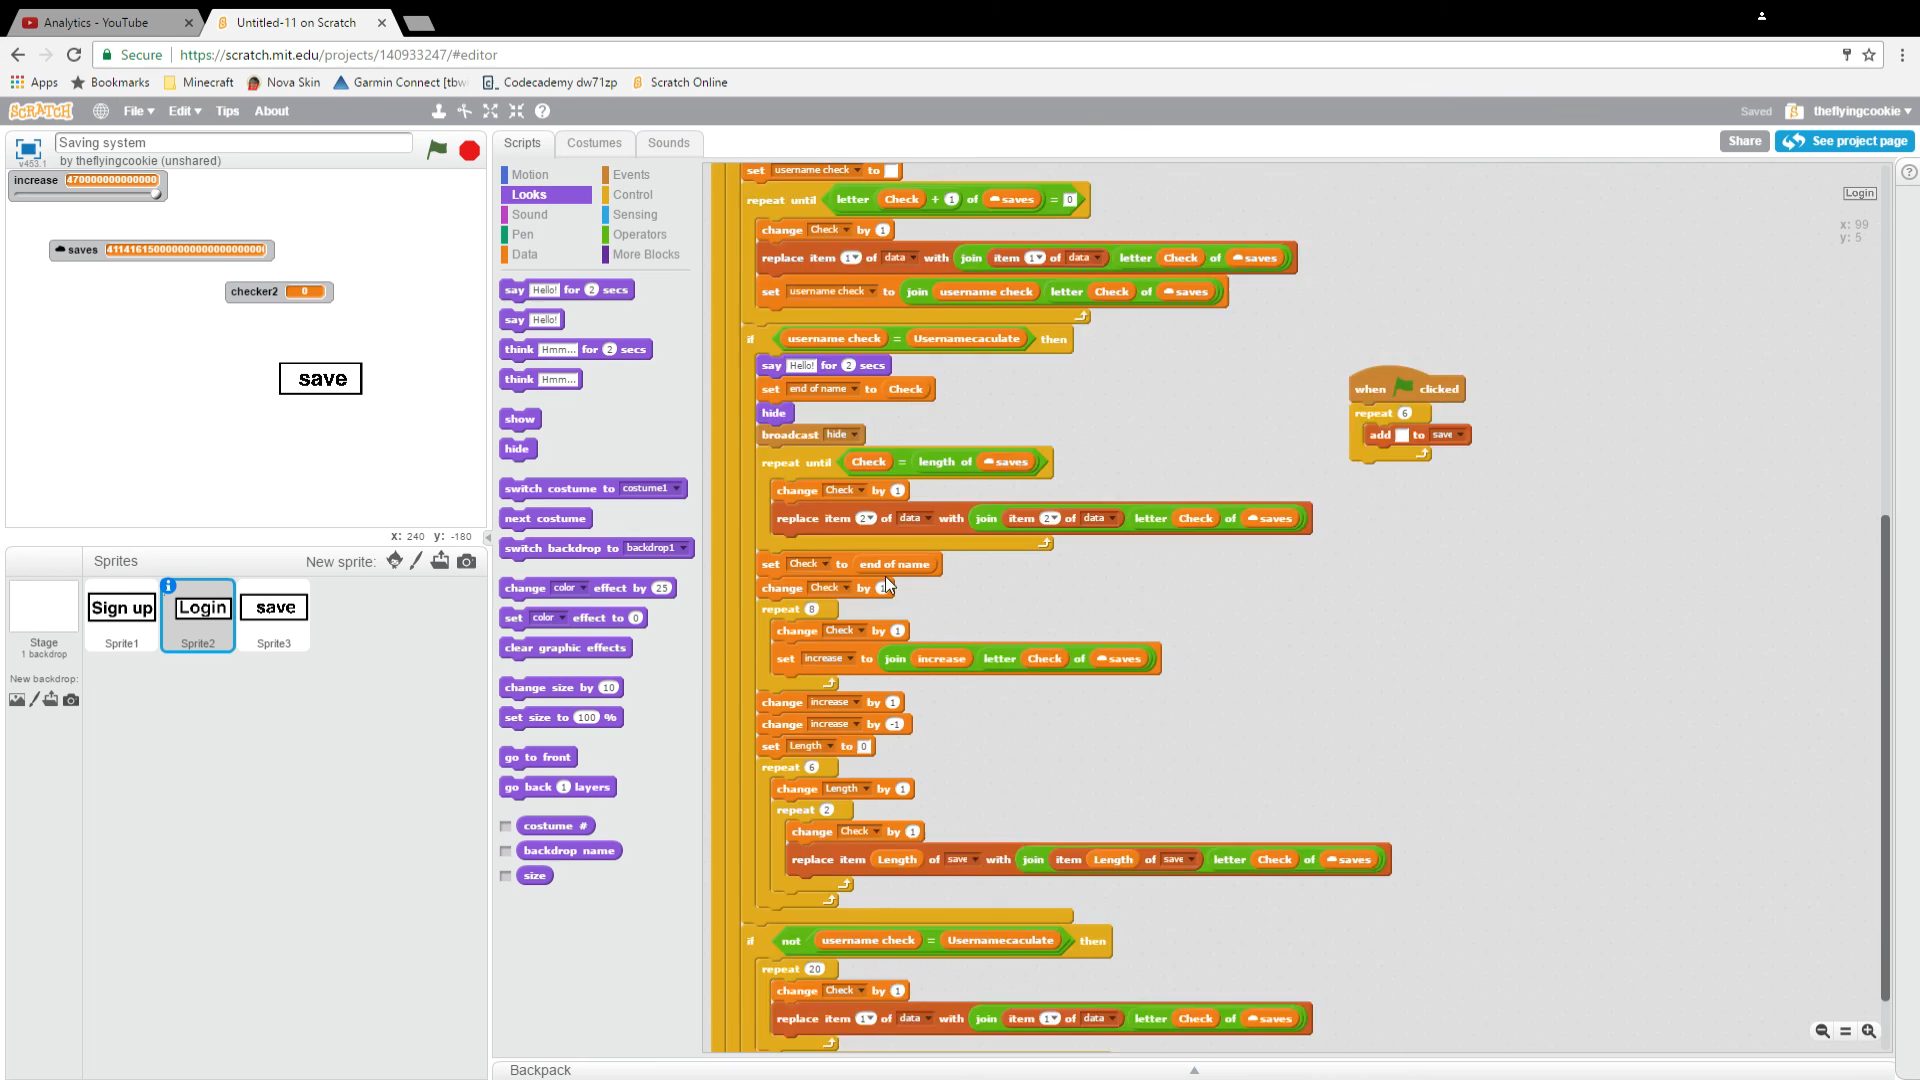 Analytics - YouTube
Untitled-11 on Scratch
Secure https://scratch.mit.edu/projects/140933247/#editor
Apps Bookmarks Minecraft Nova Skin Garmin Connect [tbw Codecademy dw71zp Scratch Online
SCRATCH File Edit Tips About Saved theflyingcookie
Saving system
v453.1 by theflyingcookie (unshared)
Scripts Costumes Sounds Share See project page
increase 470000000000000
saves
checker2 0
save
x: 240 y: -180
Sprites New sprite:
Stage
1 backdrop
New backdrop:
Sign up
Sprite1
Login
Sprite2
save
Sprite3
Motion Events
Looks Control
Sound Sensing
Pen Operators
Data More Blocks
say Hello! for 2 secs
say Hello!
think Hmm... for 2 secs
think Hmm...
show
hide
switch costume to costume1
next costume
switch backdrop to backdrop1
change color effect by 25
set color effect to 0
clear graphic effects
change size by 10
set size to 100 %
go to front
go back 1 layers
costume #
backdrop name
size
set username check to
repeat until letter Check + 1 of saves = 0
change Check by 1
replace item 1 of data with join item 1 of data letter Check of saves
set username check to join username check letter Check of saves
if username check = Usernamecaculate then
say Hello! for 2 secs
set end of name to Check
hide
broadcast hide
repeat until Check = length of saves
change Check by 1
replace item 2 of data with join item 2 of data letter Check of saves
set Check to end of name
change Check by
repeat 8
change Check by 1
set increase to join increase letter Check of saves
change increase by 1
change increase by -1
set Length to 0
repeat 6
change Length by 1
repeat 2
change Check by 1
replace item Length of save with join item Length of save letter Check of saves
if not username check = Usernamecaculate then
repeat 20
change Check by 1
replace item 1 of data with join item 1 of data letter Check of saves
when clicked
repeat 6
add to save
Login
x: 99
y: 5
Backpack